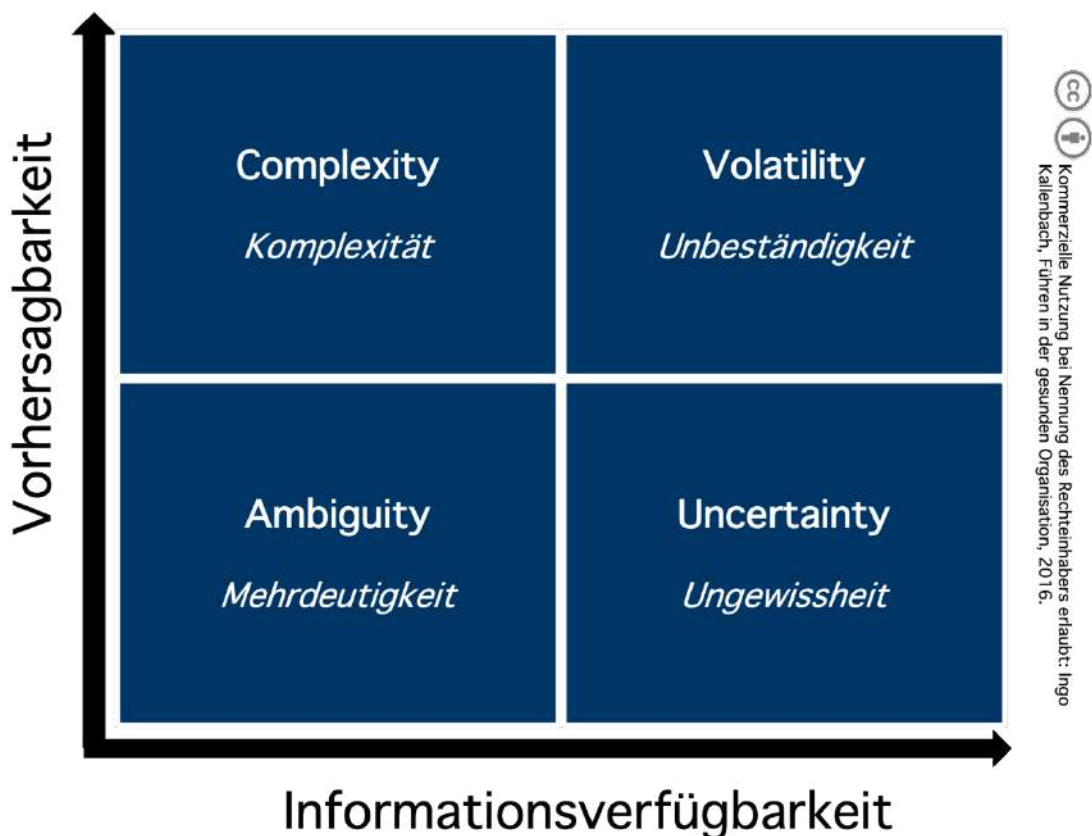 Vorhersagbarkeit
Complexity
Komplexität
Volatility
Unbeständigkeit
Ambiguity
Mehrdeutigkeit
Uncertainty
Ungewissheit
Informationsverfügbarkeit
cc
Kommerzielle Nutzung bei Nennung des Rechteinhabers erlaubt: Ingo
Kallenbach, Führen in der gesunden Organisation, 2016.